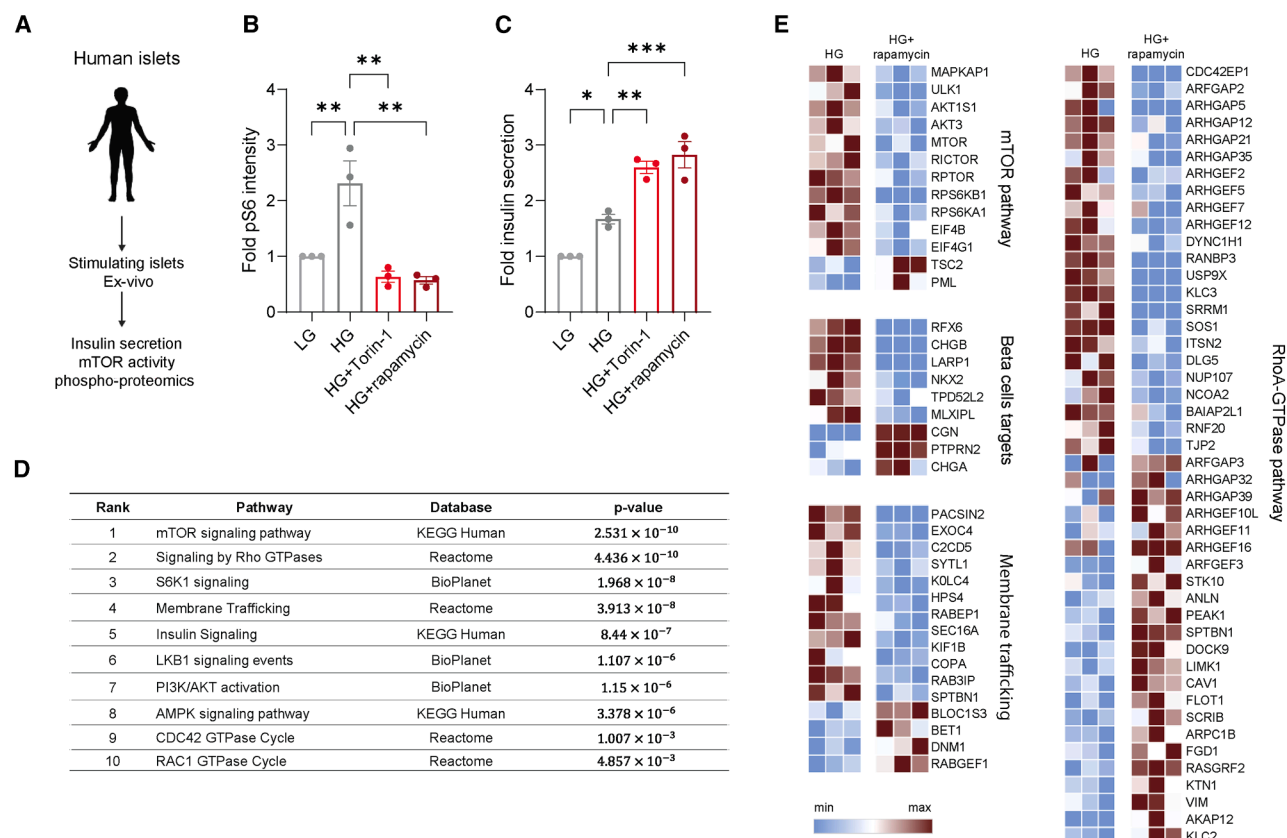 A
Human islets
Stimulating islets
Ex-vivo
Insulin secretion
mTOR activity
phospho-proteomics
B
Fold pS6 intensity
4
3
2
1
0
**
**
**
LG
HG
HG+Torin-1
HG+rapamycin
C
Fold insulin secretion
4
3
2
1
0
***
*
**
LG
HG
HG+Torin-1
HG+rapamycin
D
Rank Pathway Database p-value
1 mTOR signaling pathway KEGG Human 2.531 × 10⁻¹⁰
2 Signaling by Rho GTPases Reactome 4.436 × 10⁻¹⁰
3 S6K1 signaling BioPlanet 1.968 × 10⁻⁸
4 Membrane Trafficking Reactome 3.913 × 10⁻⁸
5 Insulin Signaling KEGG Human 8.44 × 10⁻⁷
6 LKB1 signaling events BioPlanet 1.107 × 10⁻⁶
7 PI3K/AKT activation BioPlanet 1.15 × 10⁻⁶
8 AMPK signaling pathway KEGG Human 3.378 × 10⁻⁶
9 CDC42 GTPase Cycle Reactome 1.007 × 10⁻³
10 RAC1 GTPase Cycle Reactome 4.857 × 10⁻³
E
HG
HG+
rapamycin
MAPKAP1
ULK1
AKT1S1
AKT3
MTOR
RICTOR
RPTOR
RPS6KB1
RPS6KA1
EIF4B
EIF4G1
TSC2
PML
mTOR pathway
RFX6
CHGB
LARP1
NKX2
TPD52L2
MLXIPL
CGN
PTPRN2
CHGA
Beta cells targets
PACSIN2
EXOC4
C2CD5
SYTL1
K0LC4
HPS4
RABEP1
SEC16A
KIF1B
COPA
RAB3IP
SPTBN1
BLOC1S3
BET1
DNM1
RABGEF1
Membrane trafficking
min
max
HG
HG+
rapamycin
CDC42EP1
ARFGAP2
ARHGAP5
ARHGAP12
ARHGAP21
ARHGAP35
ARHGEF2
ARHGEF5
ARHGEF7
ARHGEF12
DYNC1H1
RANBP3
USP9X
KLC3
SRRM1
SOS1
ITSN2
DLG5
NUP107
NCOA2
BAIAP2L1
RNF20
TJP2
ARFGAP3
ARHGAP32
ARHGAP39
ARHGEF10L
ARHGEF11
ARHGEF16
ARFGEF3
STK10
ANLN
PEAK1
SPTBN1
DOCK9
LIMK1
CAV1
FLOT1
SCRIB
ARPC1B
FGD1
RASGRF2
KTN1
VIM
AKAP12
KLC2
RhoA-GTPase pathway